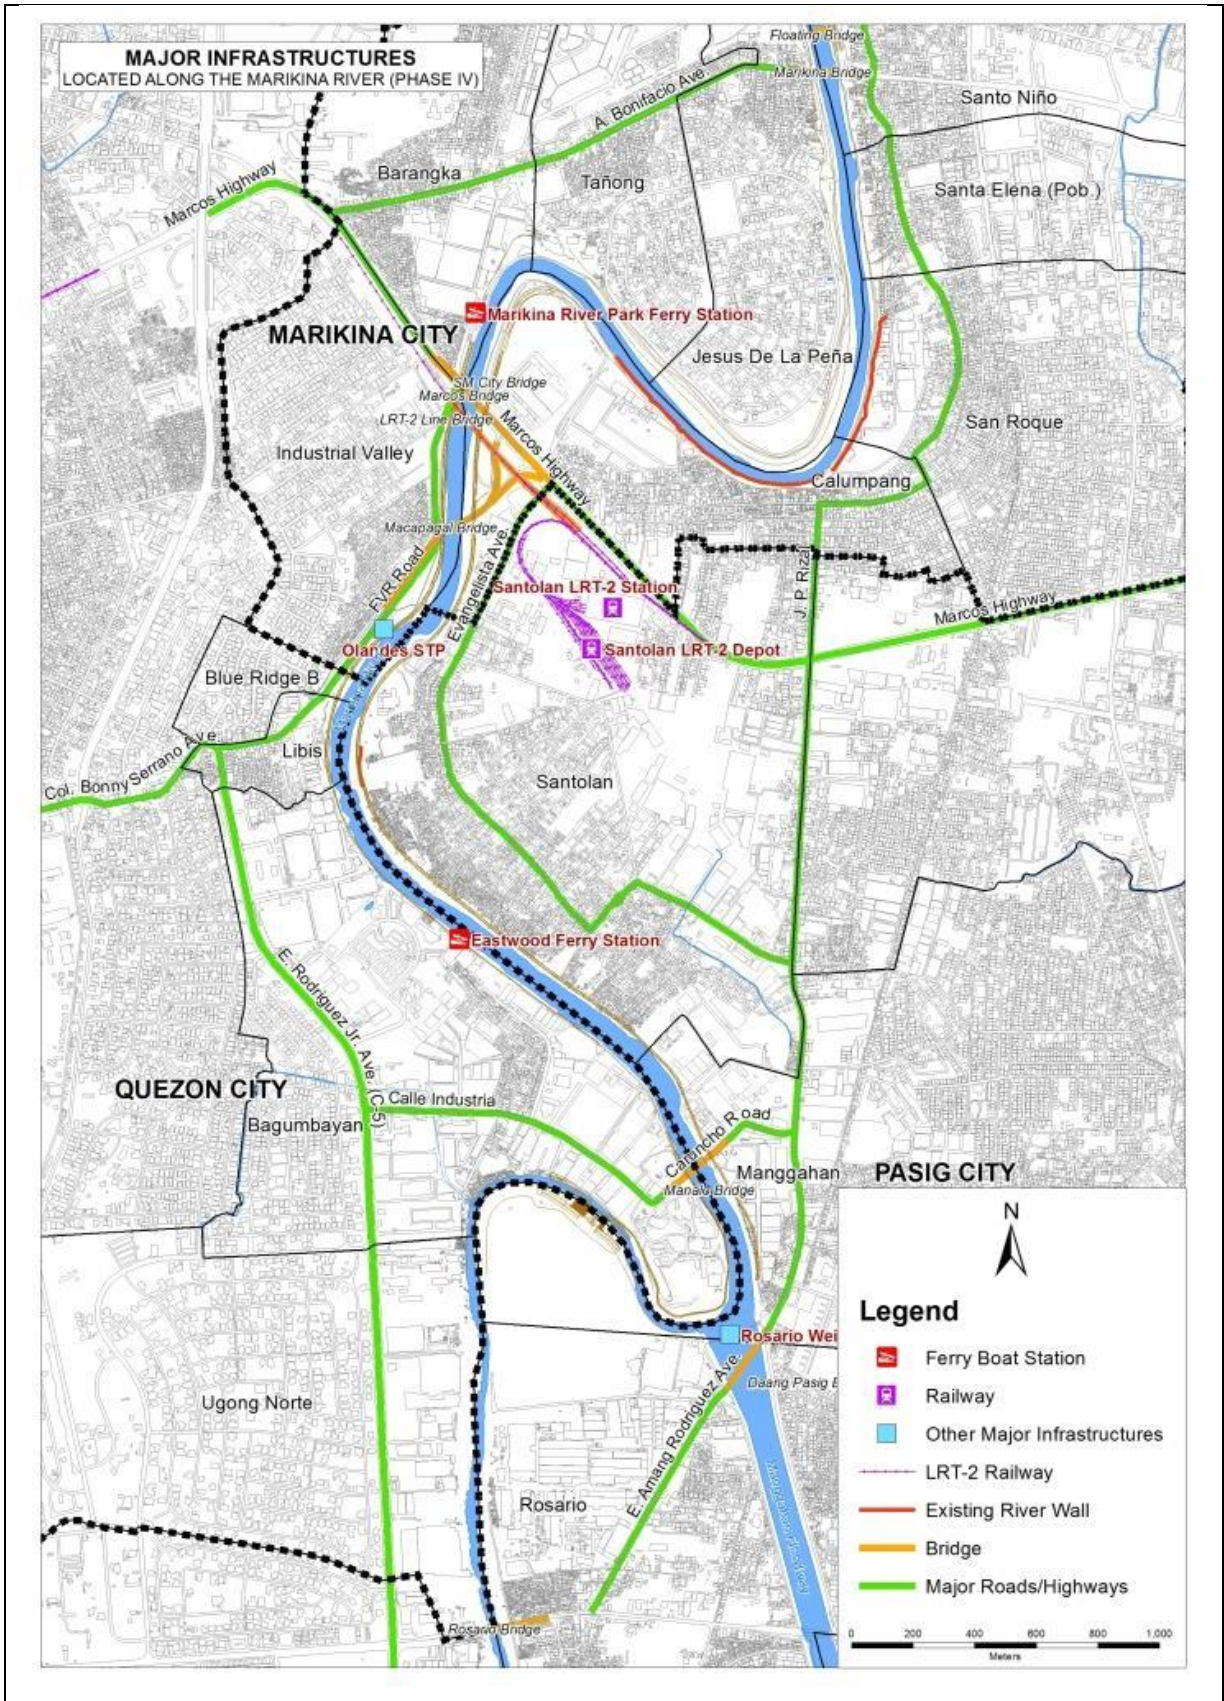 MAJOR INFRASTRUCTURES
LOCATED ALONG THE MARIKINA RIVER (PHASE IV)
Floating Bridge
Marikina Bridge
A. Bonifacio Ave.
Santo Niño
Barangka
Tañong
Santa Elena (Pob.)
Marcos Highway
Marikina River Park Ferry Station
MARIKINA CITY
Jesus De La Peña
SM City Bridge
Marcos Bridge
LRT-2 Line Bridge
Marcos Highway
San Roque
Industrial Valley
Calumpang
Macapagal Bridge
FVR Road
Evangelista Ave.
Santolan LRT-2 Station
J. P. Rizal
Marcos Highway
Olandes STP
Santolan LRT-2 Depot
Blue Ridge B
Libis
Col. Bonny Serrano Ave.
Santolan
Eastwood Ferry Station
E. Rodriguez Jr. Ave. (C-5)
QUEZON CITY
Calle Industria
Bagumbayan
Caruncho Road
Manggahan
PASIG CITY
Manalo Bridge
N
Legend
Rosario Wei
Ferry Boat Station
Daang Pasig B
Railway
E. Amang Rodriguez Ave.
Ugong Norte
Other Major Infrastructures
LRT-2 Railway
Manggahan Floodway
Rosario
Existing River Wall
Bridge
Major Roads/Highways
Rosario Bridge
0 200 400 600 800 1,000
Meters